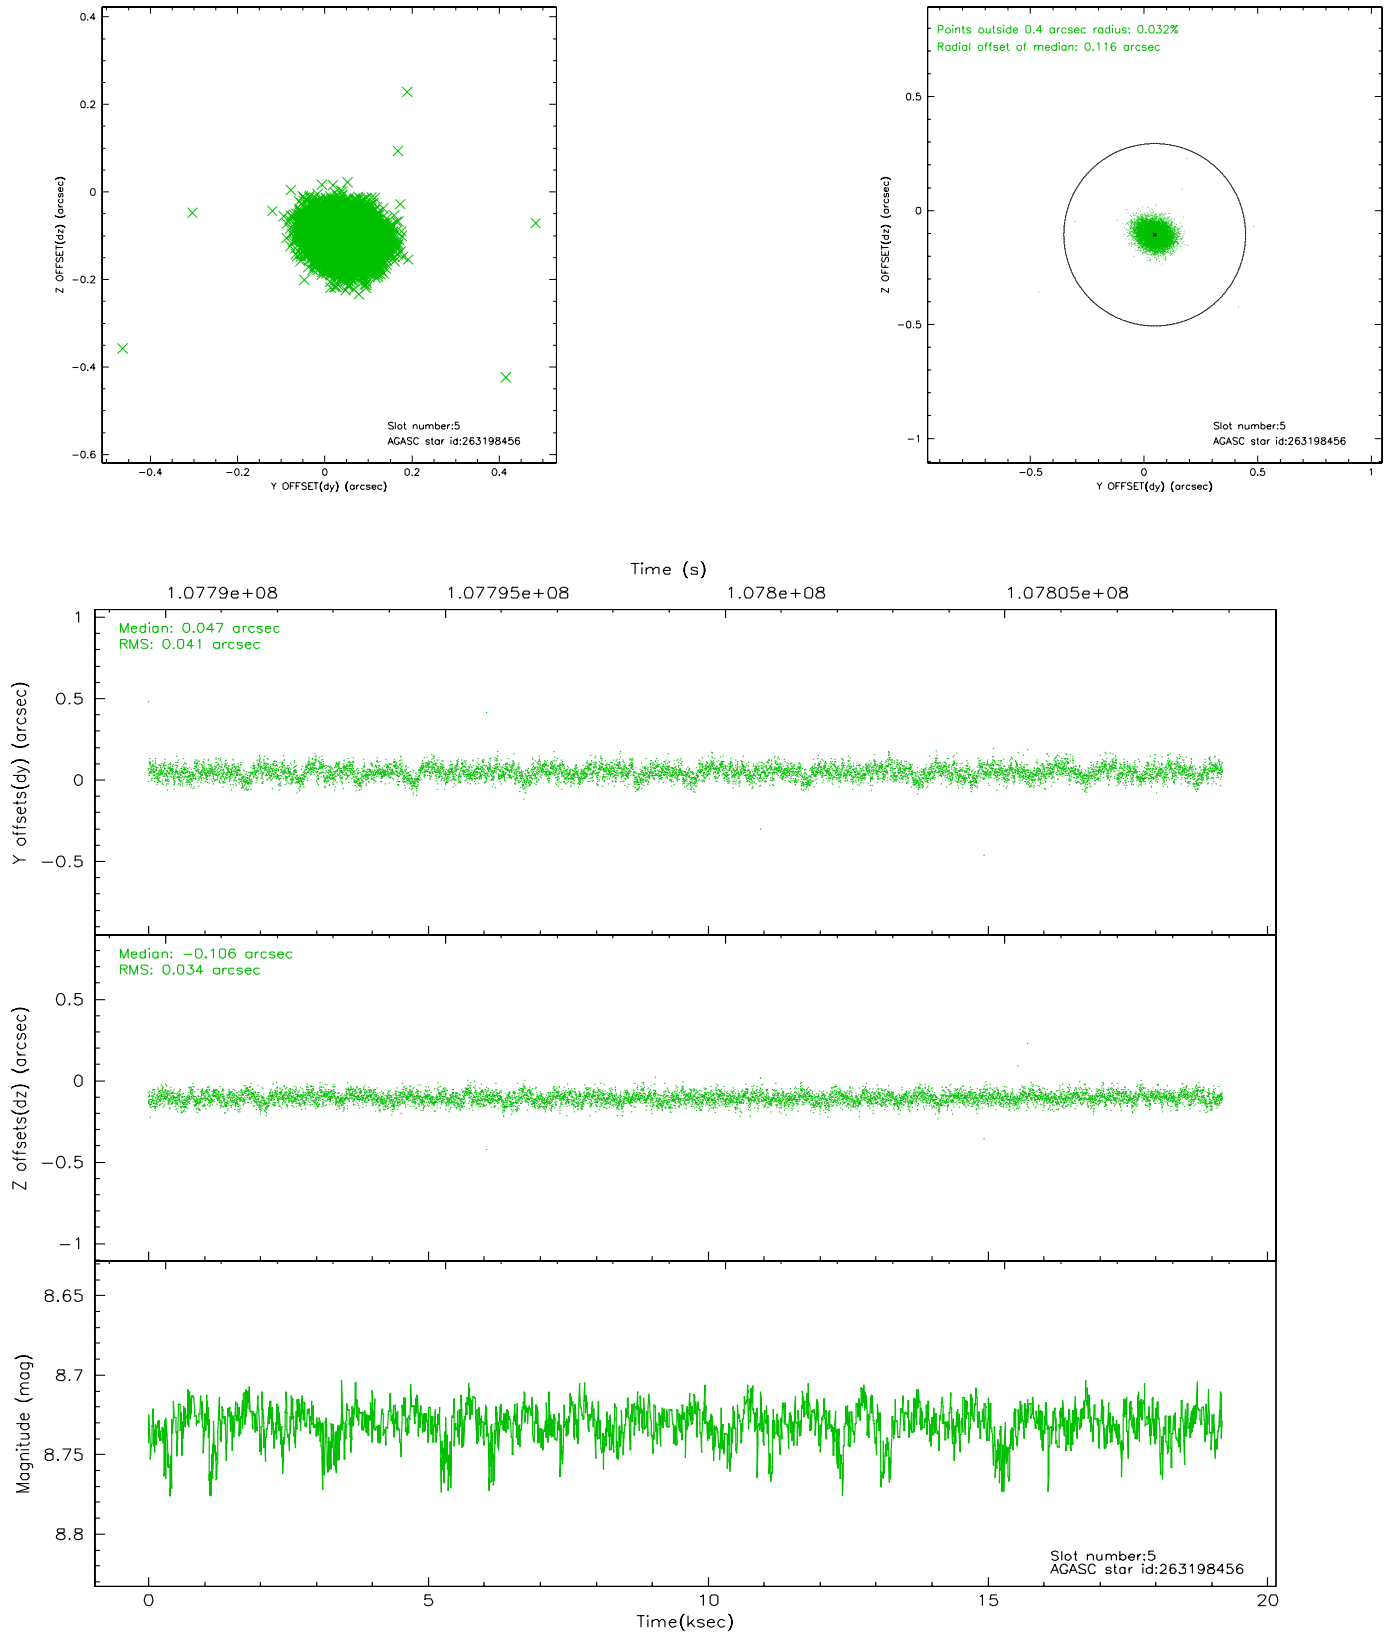 0.4
0.2
0
−0.2
−0.4
−0.6
Z OFFSET(dz) (arcsec)
−0.4
−0.2
0
0.2
0.4
Y OFFSET(dy) (arcsec)
Slot number:5
AGASC star id:263198456
Points outside 0.4 arcsec radius: 0.032%
Radial offset of median: 0.116 arcsec
0.5
0
−0.5
−1
Z OFFSET(dz) (arcsec)
−0.5
0
0.5
1
Y OFFSET(dy) (arcsec)
Slot number:5
AGASC star id:263198456
Time (s)
1.0779e+08
1.07795e+08
1.078e+08
1.07805e+08
Median: 0.047 arcsec
RMS: 0.041 arcsec
1
0.5
0
−0.5
Y offsets(dy) (arcsec)
Median: −0.106 arcsec
RMS: 0.034 arcsec
0.5
0
−0.5
−1
Z offsets(dz) (arcsec)
8.65
8.7
8.75
8.8
Magnitude (mag)
Slot number:5
AGASC star id:263198456
0
5
10
15
20
Time(ksec)